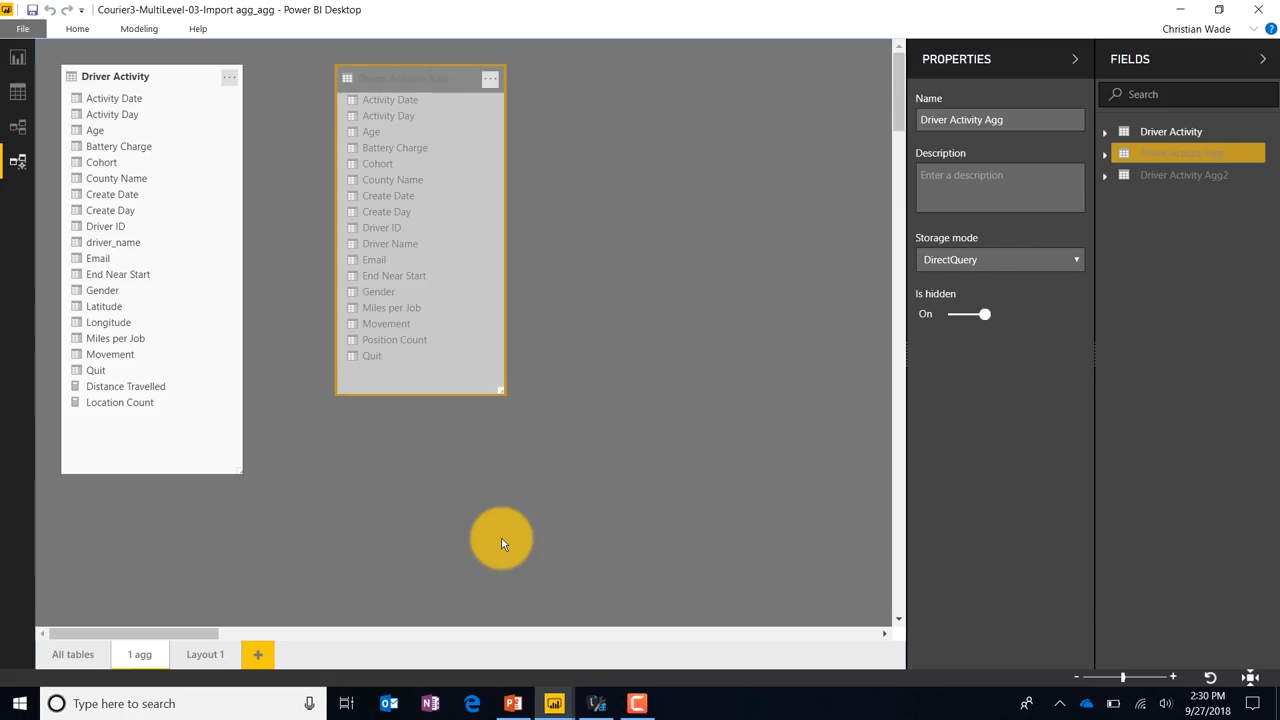 Courier3-MultiLevel-03-Import agg_agg - Power BI Desktop
File
Home
Modeling
Help
Christian Wade
Driver Activity
Activity Date
Activity Day
Age
Battery Charge
Cohort
County Name
Create Date
Create Day
Driver ID
driver_name
Email
End Near Start
Gender
Latitude
Longitude
Miles per Job
Movement
Quit
Distance Travelled
Location Count
Driver Activity Agg
Activity Date
Activity Day
Age
Battery Charge
Cohort
County Name
Create Date
Create Day
Driver ID
Driver Name
Email
End Near Start
Gender
Miles per Job
Movement
Position Count
Quit
PROPERTIES
Name
Driver Activity Agg
Description
Enter a description
Storage mode
DirectQuery
Is hidden
On
FIELDS
Search
Driver Activity
Driver Activity Agg
Driver Activity Agg2
All tables
1 agg
Layout 1
Type here to search
2:30 PM
9/27/2018